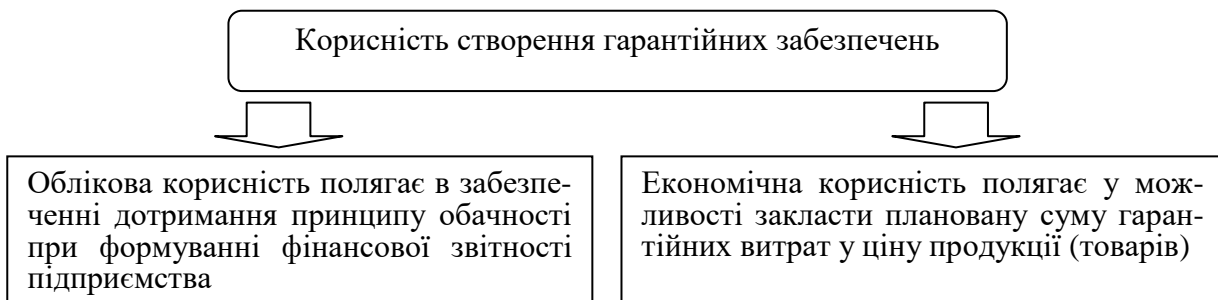 Корисність створення гарантійних забезпечень
Облікова корисність полягає в забезпе-
ченні дотримання принципу обачності
при формуванні фінансової звітності
підприємства
Економічна корисність полягає у мож-
ливості закласти плановану суму гаран-
тійних витрат у ціну продукції (товарів)